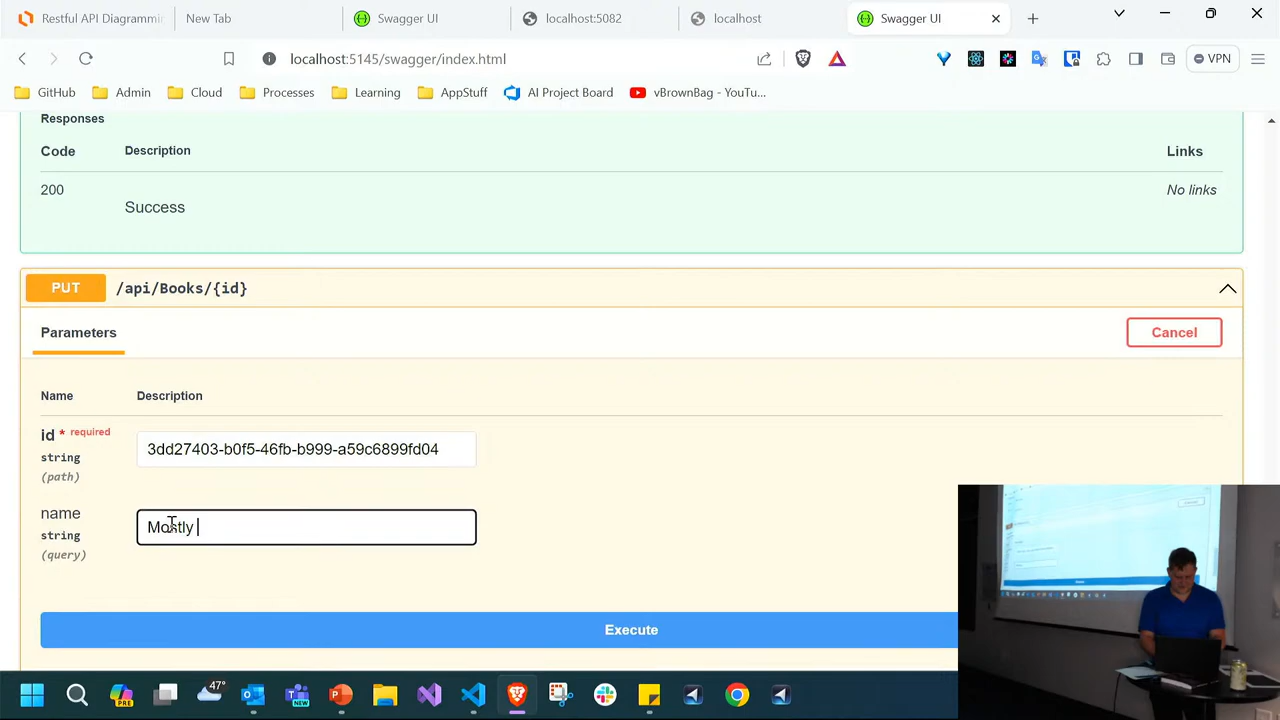 Restful API Diagrammin
New Tab
Swagger UI
localhost:5082
localhost
Swagger UI
localhost:5145/swagger/index.html
VPN
GitHub
Admin
Cloud
Processes
Learning
AppStuff
AI Project Board
vBrownBag - YouTu...
Responses
Code
Description
Links
200
Success
No links
PUT
/api/Books/{id}
Parameters
Cancel
Name
Description
id * required
string
(path)
3dd27403-b0f5-46fb-b999-a59c6899fd04
name
string
(query)
Mostly
Execute
PRE
47°
NEW